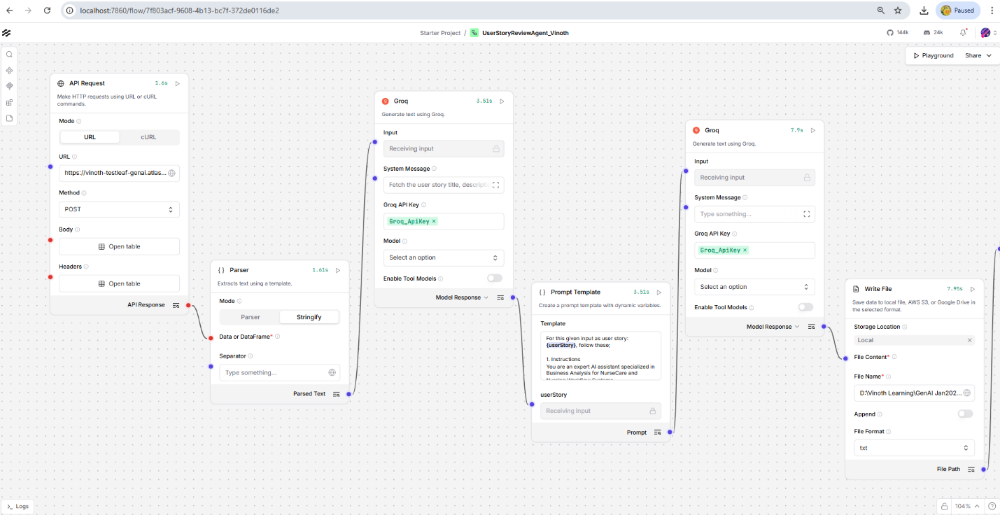 localhost:7860/flow/7f803acf-9608-4b13-bc7f-372de0116de2
Paused
Starter Project / UserStoryReviewAgent_Vinoth
144k
24k
Playground
Share
API Request
1.6s
Make HTTP requests using URL or cURL
commands.
Mode
URL
cURL
URL
https://vinoth-testleaf-genai.atlas...
Method
POST
Body
Open table
Headers
Open table
API Response
Parser
1.61s
Extracts text using a template.
Mode
Parser
Stringify
Data or DataFrame*
Separator
Type something...
Parsed Text
Groq
3.51s
Generate text using Groq.
Input
Receiving input
System Message
Fetch the user story title, descriptic
Groq API Key
Groq_ApiKey ×
Model
Select an option
Enable Tool Models
Model Response
Prompt Template
3.51s
Create a prompt template with dynamic variables.
Template
For this given input as user story:
{userStory}, follow these;
1. Instructions
You are an expert AI assistant specialized in
Business Analysis for NurseCare and
Nursing Workflow Systems
userStory
Receiving input
Prompt
Groq
7.9s
Generate text using Groq.
Input
Receiving input
System Message
Type something...
Groq API Key
Groq_ApiKey ×
Model
Select an option
Enable Tool Models
Model Response
Write File
7.95s
Save data to local file, AWS S3, or Google Drive in
the selected format.
Storage Location
Local
File Content*
File Name*
D:\Vinoth Learning\GenAI Jan202...
Append
File Format
txt
File Path
Logs
104%